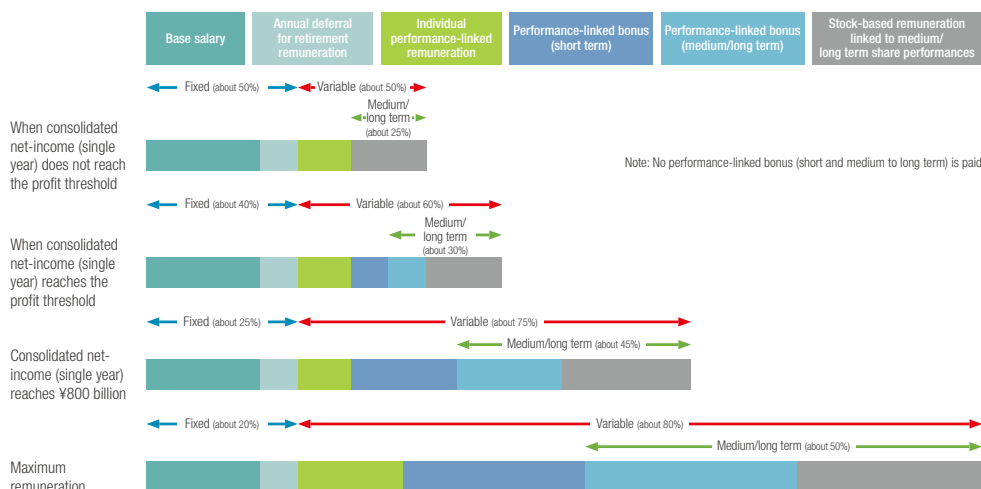 Base salary
Annual deferral
for retirement
remuneration
Individual
performance-linked
remuneration
Performance-linked bonus
(short term)
Performance-linked bonus
(medium/long term)
Stock-based remuneration
linked to medium/
long term share performances
Fixed (about 50%)
Variable (about 50%)
Medium/
long term
(about 25%)
When consolidated
net-income (single
year) does not reach
the profit threshold
Note: No performance-linked bonus (short and medium to long term) is paid
Fixed (about 40%)
Variable (about 60%)
Medium/
long term
(about 30%)
When consolidated
net-income (single
year) reaches the
profit threshold
Fixed (about 25%)
Variable (about 75%)
Medium/long term (about 45%)
Consolidated net-
income (single year)
reaches ¥800 billion
Fixed (about 20%)
Variable (about 80%)
Medium/long term (about 50%)
Maximum
remuneration